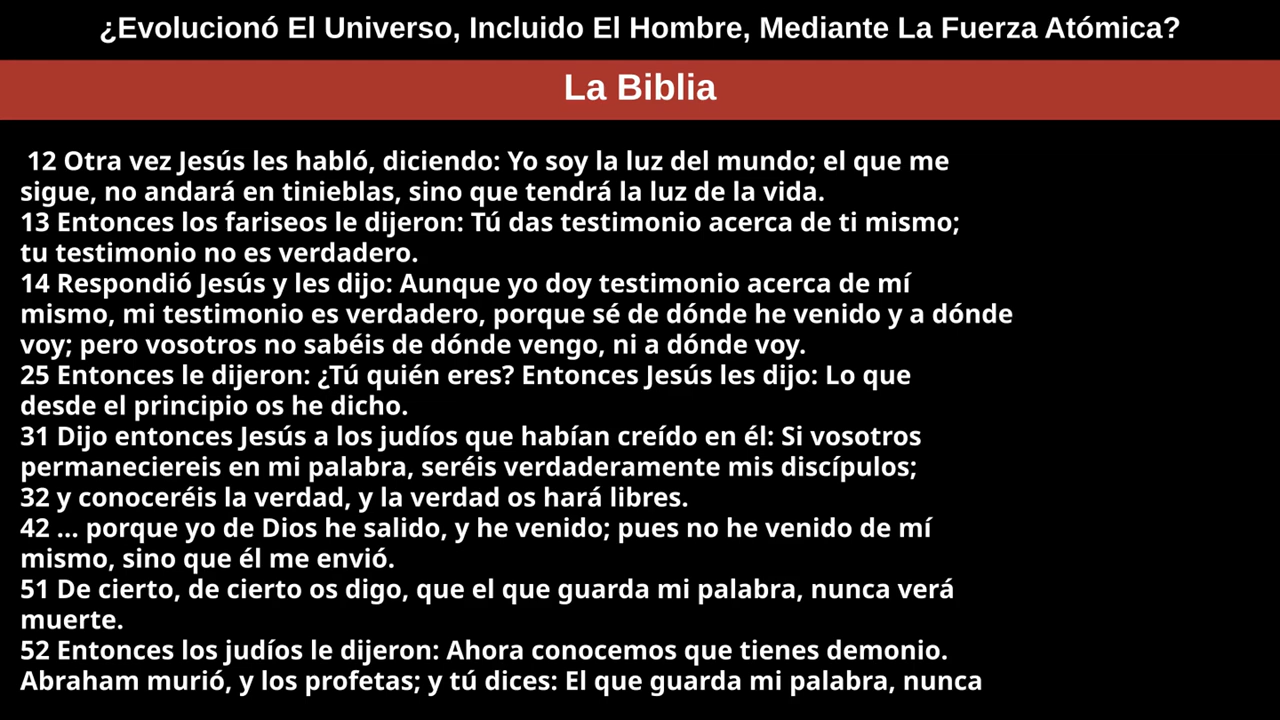 ¿Evolucionó El Universo, Incluido El Hombre, Mediante La Fuerza Atómica?
La Biblia
12 Otra vez Jesús les habló, diciendo: Yo soy la luz del mundo; el que me
sigue, no andará en tinieblas, sino que tendrá la luz de la vida.
13 Entonces los fariseos le dijeron: Tú das testimonio acerca de ti mismo;
tu testimonio no es verdadero.
14 Respondió Jesús y les dijo: Aunque yo doy testimonio acerca de mí
mismo, mi testimonio es verdadero, porque sé de dónde he venido y a dónde
voy; pero vosotros no sabéis de dónde vengo, ni a dónde voy.
25 Entonces le dijeron: ¿Tú quién eres? Entonces Jesús les dijo: Lo que
desde el principio os he dicho.
31 Dijo entonces Jesús a los judíos que habían creído en él: Si vosotros
permaneciereis en mi palabra, seréis verdaderamente mis discípulos;
32 y conoceréis la verdad, y la verdad os hará libres.
42 ... porque yo de Dios he salido, y he venido; pues no he venido de mí
mismo, sino que él me envió.
51 De cierto, de cierto os digo, que el que guarda mi palabra, nunca verá
muerte.
52 Entonces los judíos le dijeron: Ahora conocemos que tienes demonio.
Abraham murió, y los profetas; y tú dices: El que guarda mi palabra, nunca